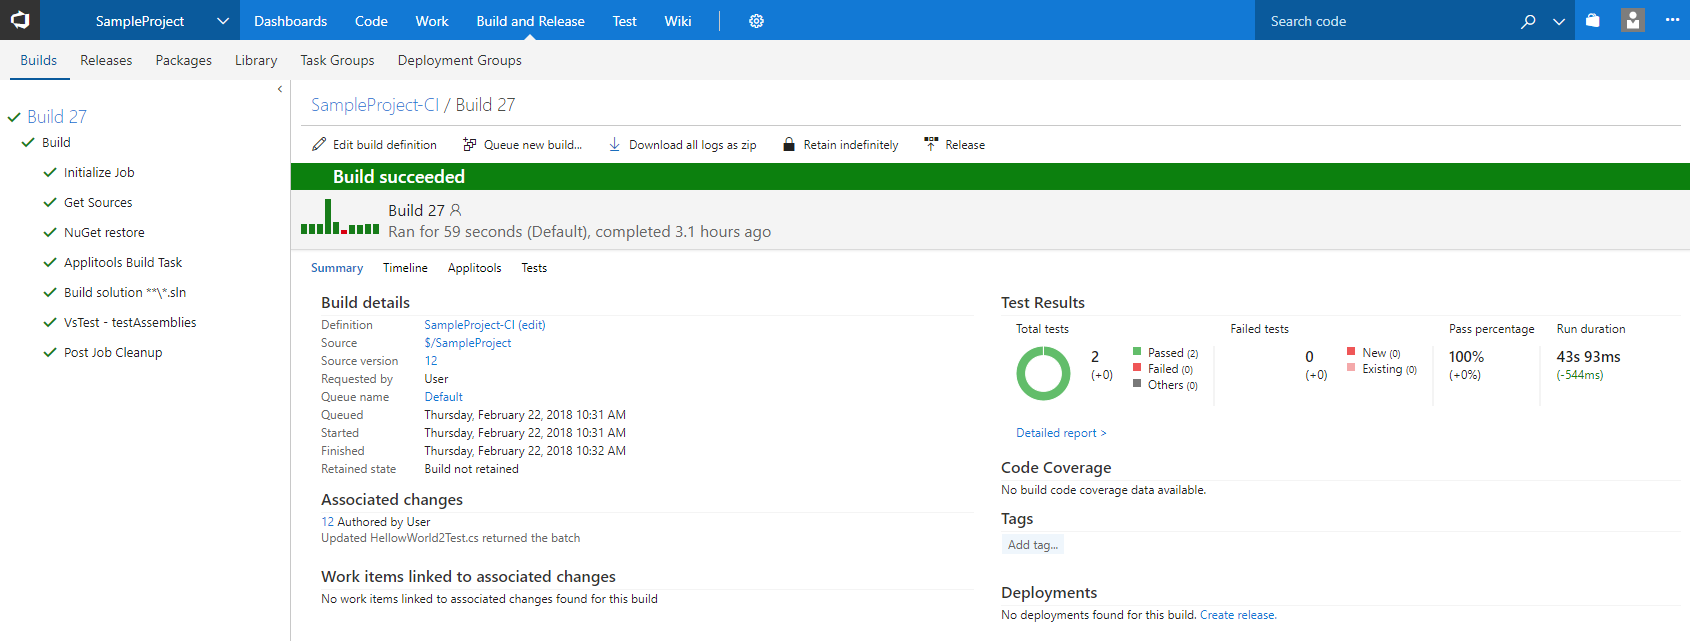 SampleProject Dashboards Code Work Build and Release Test Wiki Search code
Builds Releases Packages Library Task Groups Deployment Groups
Build 27
Build
Initialize Job
Get Sources
NuGet restore
Applitools Build Task
Build solution **\*.sln
VsTest - testAssemblies
Post Job Cleanup
SampleProject-CI / Build 27
Edit build definition Queue new build... Download all logs as zip Retain indefinitely Release
Build succeeded
Build 27
Ran for 59 seconds (Default), completed 3.1 hours ago
Summary Timeline Applitools Tests
Build details
Definition SampleProject-CI (edit)
Source $/SampleProject
Source version 12
Requested by User
Queue name Default
Queued Thursday, February 22, 2018 10:31 AM
Started Thursday, February 22, 2018 10:31 AM
Finished Thursday, February 22, 2018 10:32 AM
Retained state Build not retained
Associated changes
12 Authored by User
Updated HellowWorld2Test.cs returned the batch
Work items linked to associated changes
No work items linked to associated changes found for this build
Test Results
Total tests Failed tests Pass percentage Run duration
2 Passed (2) 0 New (0) 100% 43s 93ms
(+0) Failed (0) (+0) Existing (0) (+0%) (-544ms)
Others (0)
Detailed report >
Code Coverage
No build code coverage data available.
Tags
Add tag...
Deployments
No deployments found for this build. Create release.